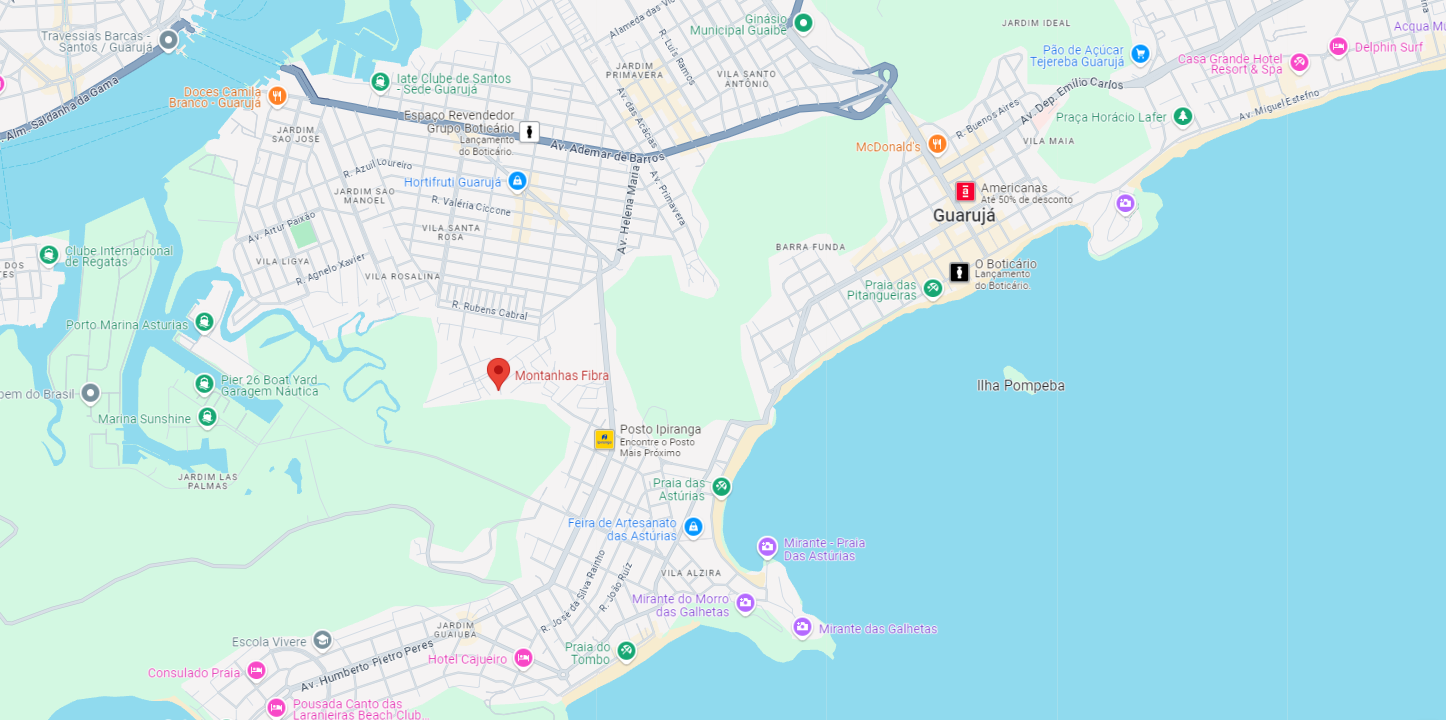 Travessias Barcas -
Santos / Guarujá
Alm. Saldanha da Gama
Doces Camila
Branco - Guarujá
Iate Clube de Santos
- Sede Guarujá
Espaço Revendedor
Grupo Boticário
Lançamento
do Boticário.
Alameda das
R. Luís Ramos
Ginásio
Municipal Guaibe
JARDIM
PRIMAVERA
VILA SANTO
ANTÔNIO
Av. das Acácias
Av. Ademar de Barros
Av. Primavera
Av. Helena Maria
JARDIM
SAO JOSE
R. Azuil Loureiro
Hortifruti Guarujá
JARDIM SAO
MANOEL
R. Valéria Ciccone
Av. Artur Paixão
VILA SANTA
ROSA
VILA LIGYA
R. Agnelo Xavier
VILA ROSALINA
R. Rubens Cabral
Clube Internacional
de Regatas
DOS
Porto Marina Asturias
Pier 26 Boat Yard
Garagem Náutica
em do Brasil
Marina Sunshine
JARDIM LAS
PALMAS
Montanhas Fibra
Posto Ipiranga
Encontre o Posto
Mais Próximo
Praia das
Astúrias
Feira de Artesanato
das Astúrias
Mirante - Praia
Das Astúrias
VILA ALZIRA
Mirante do Morro
das Galhetas
Mirante das Galhetas
R. José da Silva Rainho
R. João Ruiz
Praia do
Tombo
JARDIM
GUAIUBA
Escola Vivere
Av. Humberto Pietro Peres
Hotel Cajueiro
Consulado Praia
Pousada Canto das
Laranjeiras Beach Club...
JARDIM IDEAL
Acqua Mu
Pão de Açúcar
Tejereba Guarujá
Casa Grande Hotel
Resort & Spa
Delphin Surf
Av. Dep. Emílio Carlos
Av. Miguel Estefno
R. Buenos Aires
Praça Horácio Lafer
McDonald's
VILA MAIA
Americanas
Até 50% de desconto
Guarujá
BARRA FUNDA
O Boticário
Lançamento
do Boticário.
Praia das
Pitangueiras
Ilha Pompeba